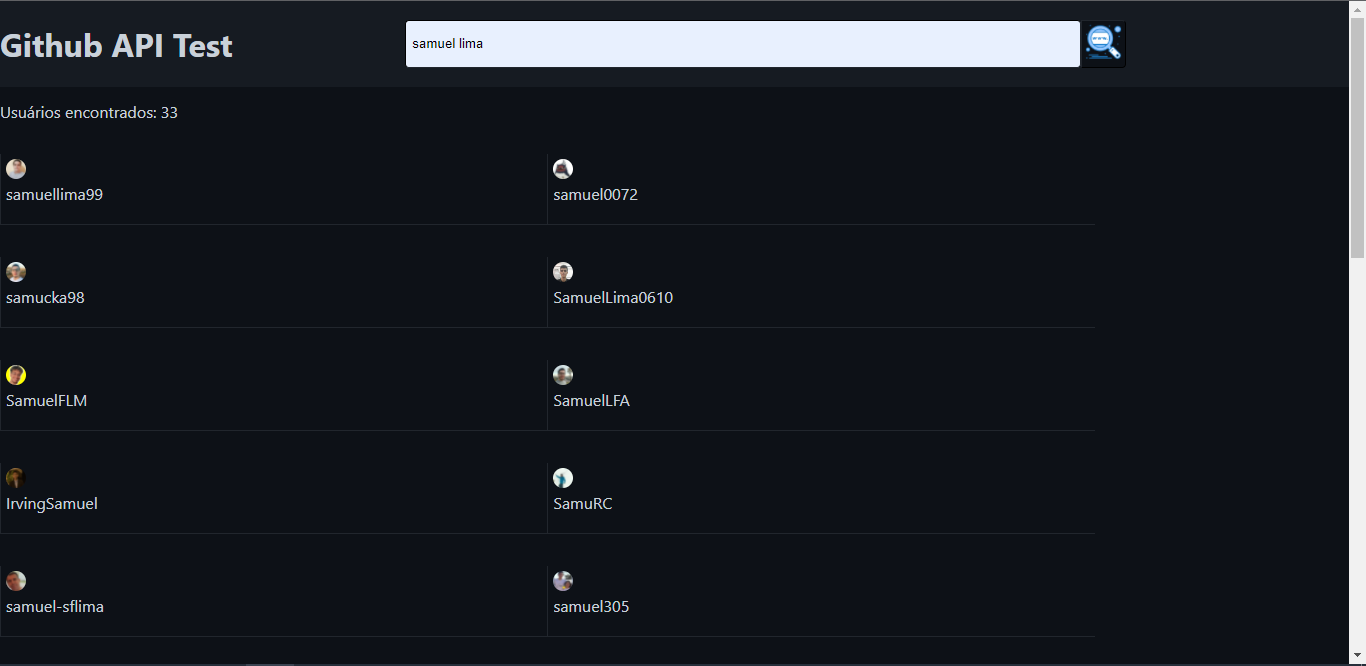 Github API Test
samuel lima
www.
Usuários encontrados: 33
samuellima99
samuel0072
samucka98
SamuelLima0610
SamuelFLM
SamuelLFA
IrvingSamuel
SamuRC
samuel-sflima
samuel305